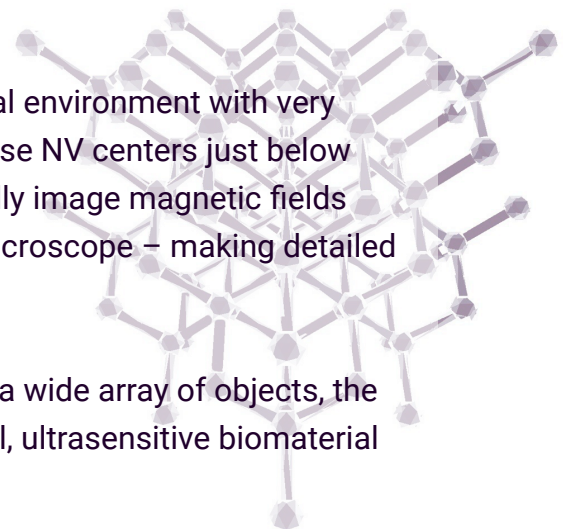 al environment with very
se NV centers just below
lly image magnetic fields
croscope – making detailed
a wide array of objects, the
l, ultrasensitive biomaterial